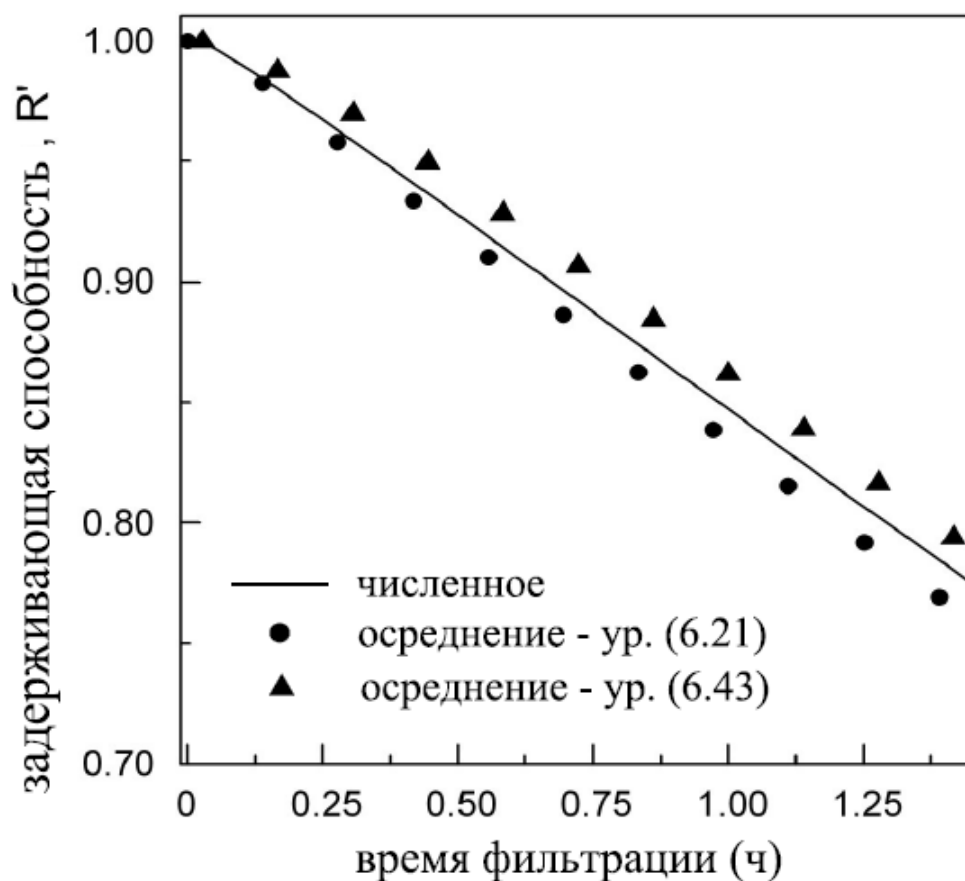 задерживающая способность , R'
1.00
0.90
0.80
0.70
численное
осреднение - ур. (6.21)
осреднение - ур. (6.43)
0 0.25 0.50 0.75 1.00 1.25
время фильтрации (ч)